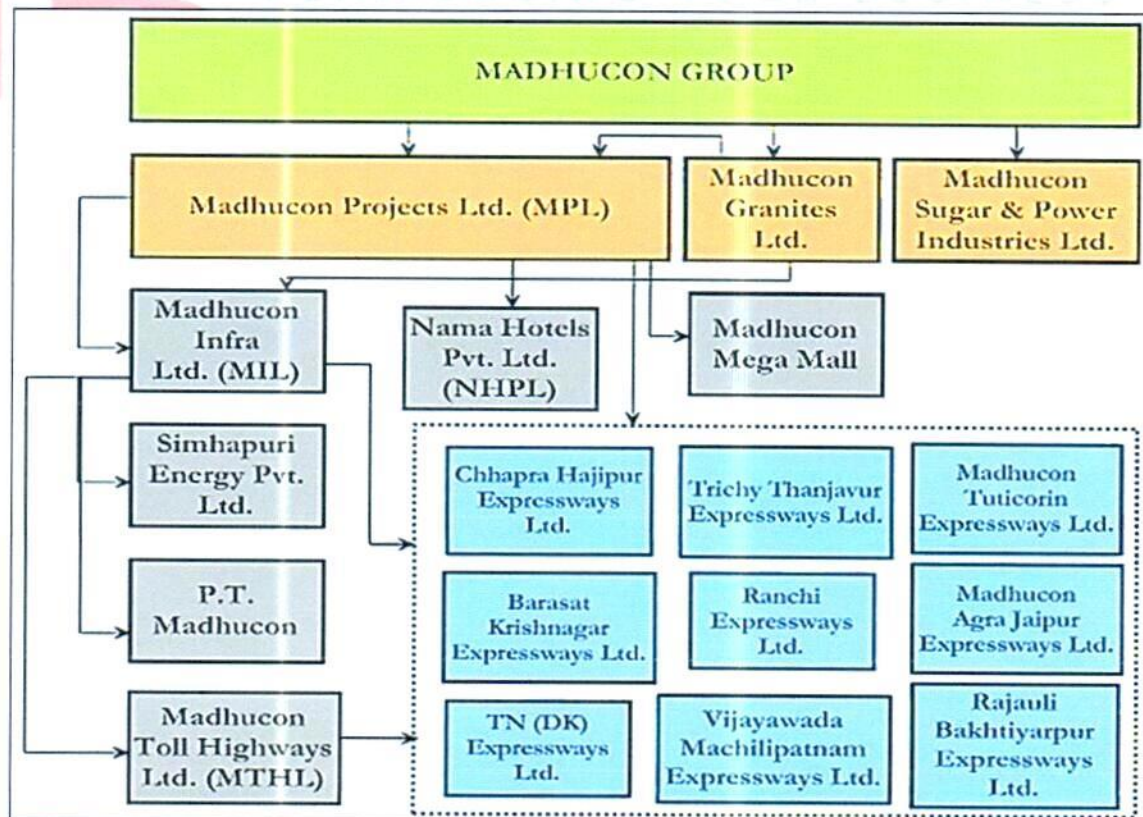 MADHUCON GROUP
Madhucon Projects Ltd. (MPL)
Madhucon
Granites
Ltd.
Madhucon
Sugar & Power
Industries Ltd.
Madhucon
Infra
Ltd. (MIL)
Nama Hotels
Pvt. Ltd.
(NHPL)
Madhucon
Mega Mall
Simhapuri
Energy Pvt.
Ltd.
Chhapra Hajipur
Expressways
Ltd.
Trichy Thanjavur
Expressways Ltd.
Madhucon
Tuticorin
Expressways Ltd.
P.T.
Madhucon
Barasat
Krishnagar
Expressways Ltd.
Ranchi
Expressways
Ltd.
Madhucon
Agra Jaipur
Expressways Ltd.
Madhucon
Toll Highways
Ltd. (MTHL)
TN (DK)
Expressways
Ltd.
Vijayawada
Machilipatnam
Expressways Ltd.
Rajauli
Bakhtiyarpur
Expressways
Ltd.